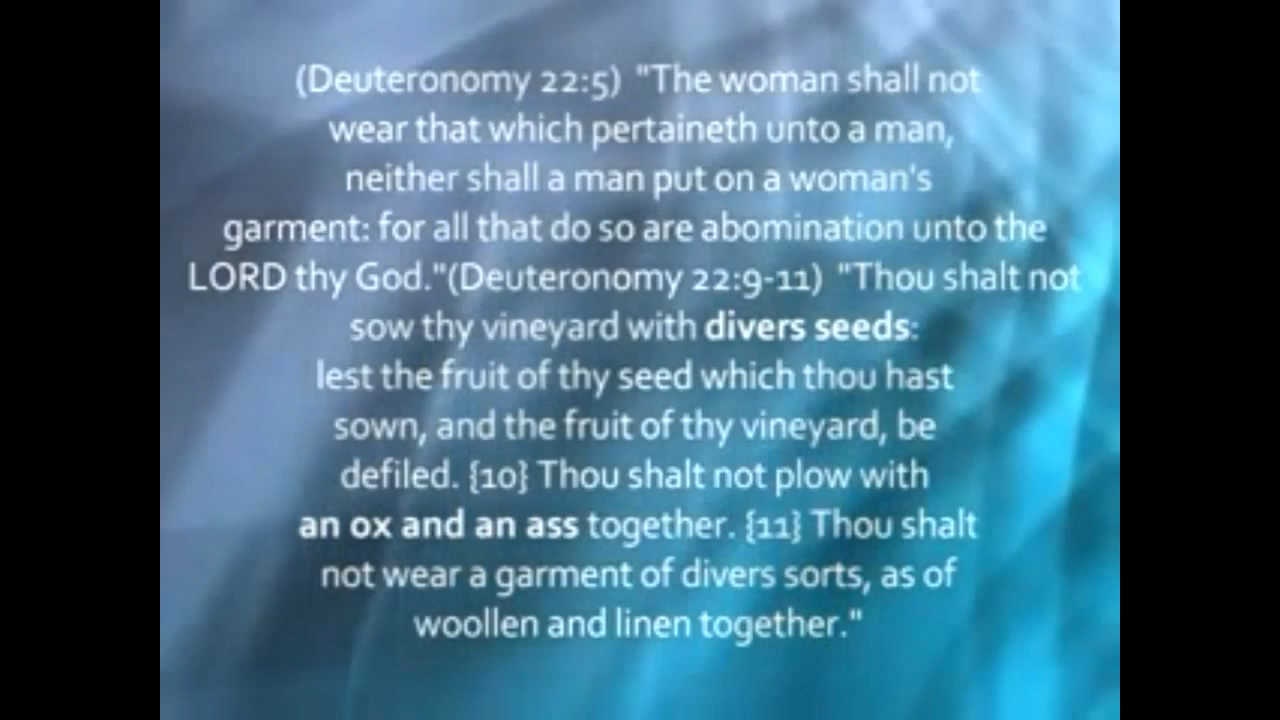 (Deuteronomy 22:5)  "The woman shall not
wear that which pertaineth unto a man,
neither shall a man put on a woman's
garment: for all that do so are abomination unto the
LORD thy God."(Deuteronomy 22:9-11)  "Thou shalt not
sow thy vineyard with divers seeds:
lest the fruit of thy seed which thou hast
sown, and the fruit of thy vineyard, be
defiled. {10} Thou shalt not plow with
an ox and an ass together. {11} Thou shalt
not wear a garment of divers sorts, as of
woollen and linen together."